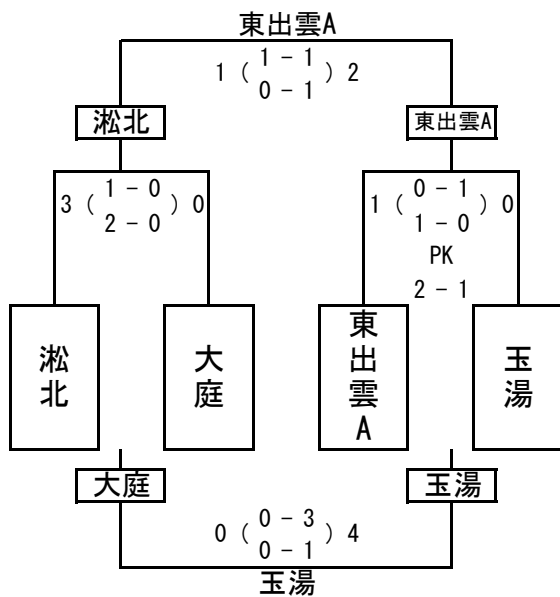 東出雲A
1 ( 1 - 1 ) 2
0 - 1
淞北
東出雲A
3 ( 1 - 0 ) 0
2 - 0
1 ( 0 - 1 ) 0
1 - 0
PK
2 - 1
淞北
大庭
東出雲A
玉湯
大庭
玉湯
0 ( 0 - 3 ) 4
0 - 1
玉湯